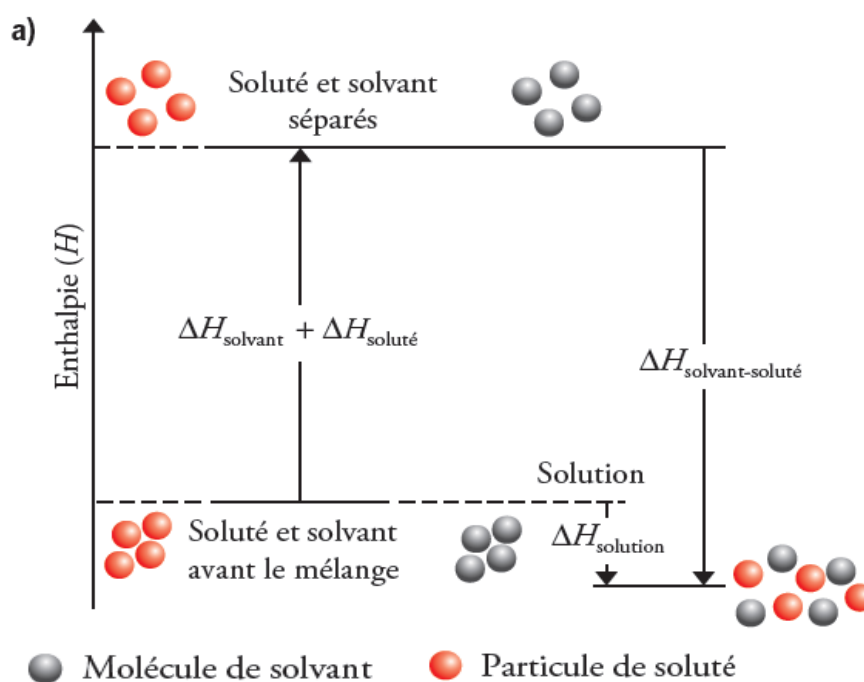 a)
Soluté et solvant
séparés
Enthalpie (H)
ΔHsolvant + ΔHsoluté
ΔHsolvant-soluté
Solution
Soluté et solvant
avant le mélange
ΔHsolution
Molécule de solvant
Particule de soluté